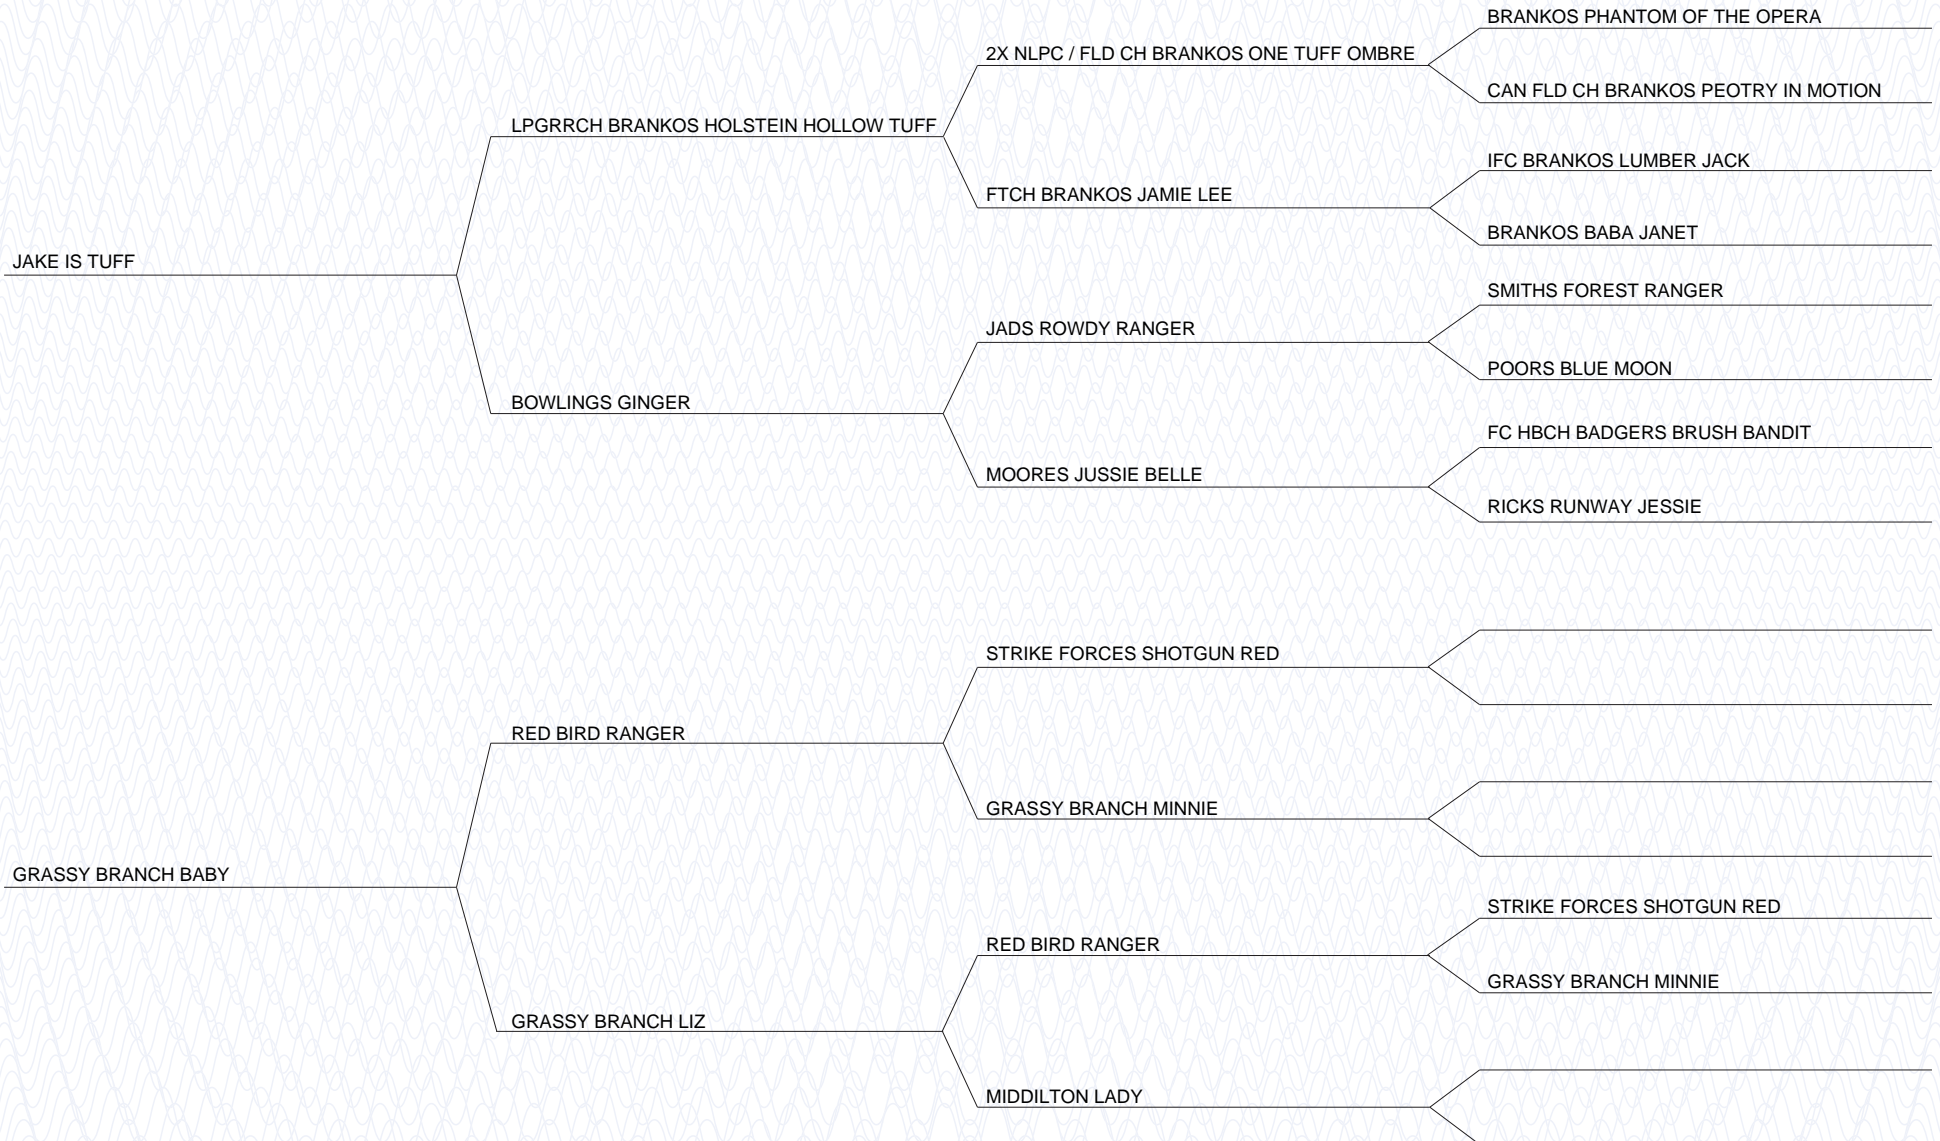 BRANKOS PHANTOM OF THE OPERA
2X NLPC / FLD CH BRANKOS ONE TUFF OMBRE
CAN FLD CH BRANKOS PEOTRY IN MOTION
LPGRRCH BRANKOS HOLSTEIN HOLLOW TUFF
IFC BRANKOS LUMBER JACK
FTCH BRANKOS JAMIE LEE
BRANKOS BABA JANET
JAKE IS TUFF
SMITHS FOREST RANGER
JADS ROWDY RANGER
POORS BLUE MOON
BOWLINGS GINGER
FC HBCH BADGERS BRUSH BANDIT
MOORES JUSSIE BELLE
RICKS RUNWAY JESSIE
STRIKE FORCES SHOTGUN RED
RED BIRD RANGER
GRASSY BRANCH MINNIE
GRASSY BRANCH BABY
STRIKE FORCES SHOTGUN RED
RED BIRD RANGER
GRASSY BRANCH MINNIE
GRASSY BRANCH LIZ
MIDDILTON LADY